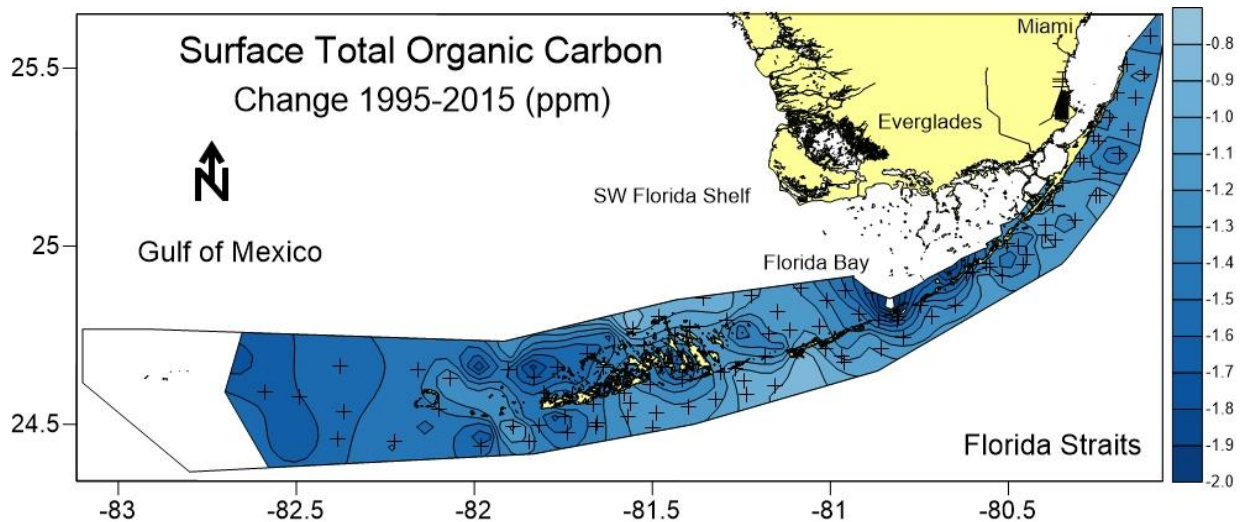 Surface Total Organic Carbon
Change 1995-2015 (ppm)
N
Miami
Everglades
SW Florida Shelf
Gulf of Mexico
Florida Bay
Florida Straits
25.5
25
24.5
-83
-82.5
-82
-81.5
-81
-80.5
-0.8
-0.9
-1.0
-1.1
-1.2
-1.3
-1.4
-1.5
-1.6
-1.7
-1.8
-1.9
-2.0